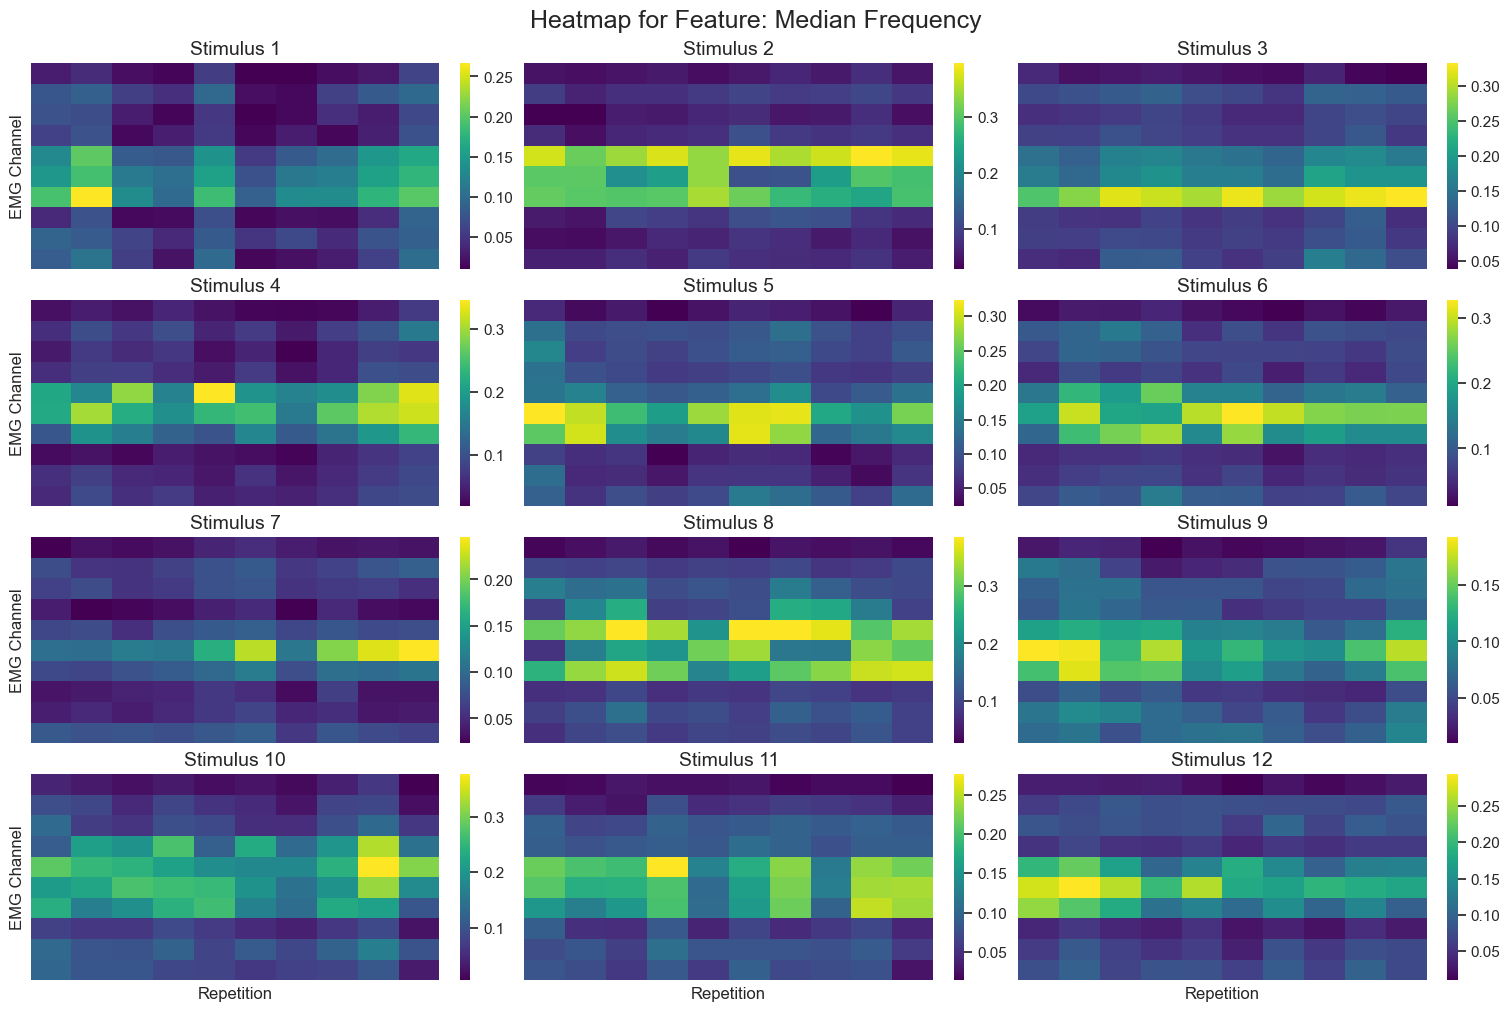 Heatmap for Feature: Median Frequency
Stimulus 1
Stimulus 2
Stimulus 3
EMG Channel
0.25
0.20
0.15
0.10
0.05
0.3
0.2
0.1
0.30
0.25
0.20
0.15
0.10
0.05
Stimulus 4
Stimulus 5
Stimulus 6
EMG Channel
0.3
0.2
0.1
0.30
0.25
0.20
0.15
0.10
0.05
0.3
0.2
0.1
Stimulus 7
Stimulus 8
Stimulus 9
EMG Channel
0.20
0.15
0.10
0.05
0.3
0.2
0.1
0.15
0.10
0.05
Stimulus 10
Stimulus 11
Stimulus 12
EMG Channel
0.3
0.2
0.1
0.25
0.20
0.15
0.10
0.05
0.25
0.20
0.15
0.10
0.05
Repetition
Repetition
Repetition